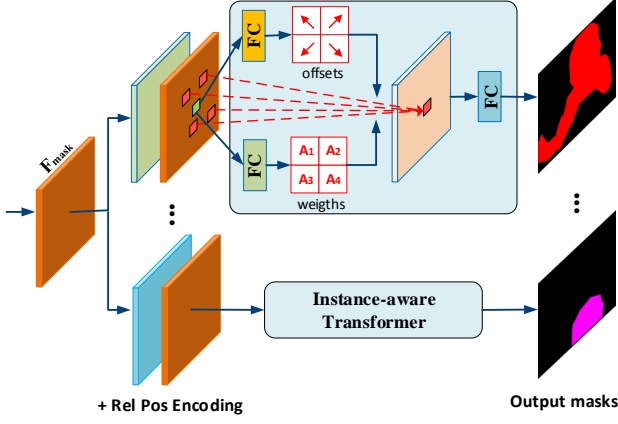 FC
offsets
F_mask
FC
A₁ A₂
A₃ A₄
weigths
FC
...
...
Instance-aware
Transformer
+ Rel Pos Encoding
Output masks